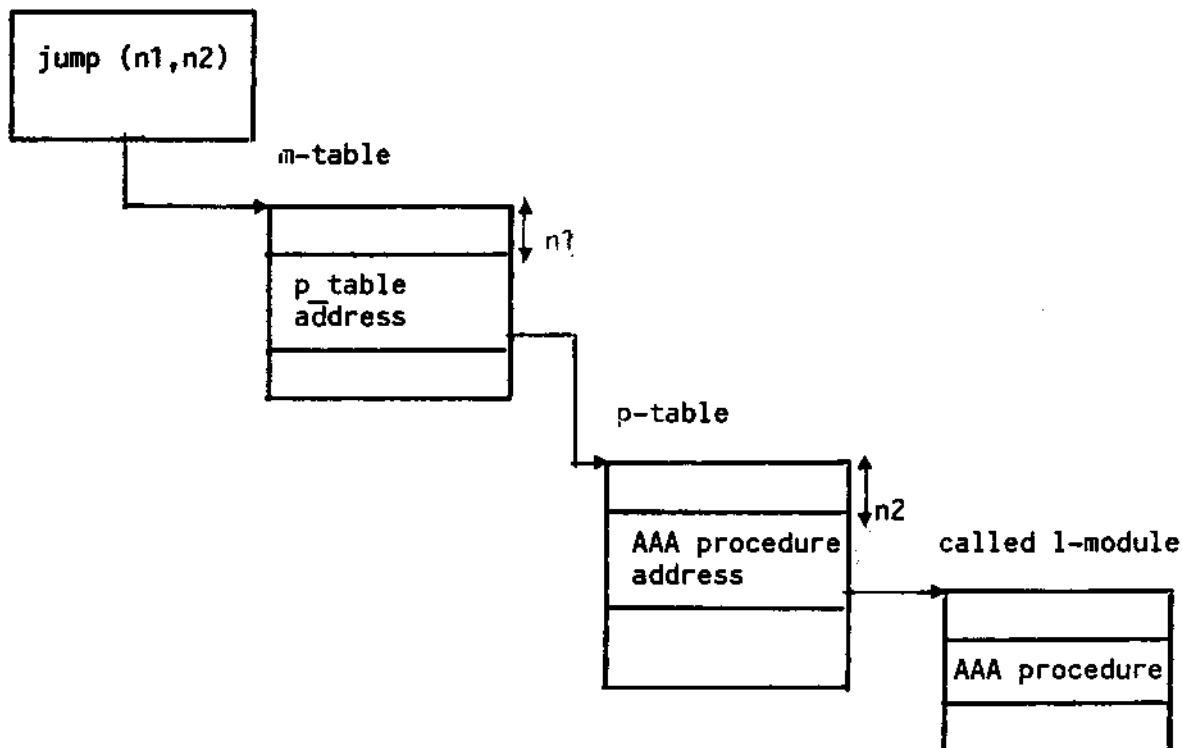 jump (n1,n2)
m-table
n1
p_table
address
p-table
n2
AAA procedure
address
called l-module
AAA procedure